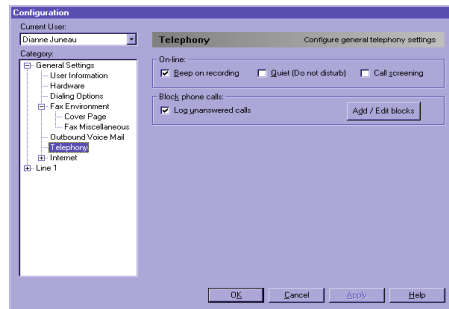 Configuration
Current User:
Dianne Juneau
Category:
General Settings
User Information
Hardware
Dialing Options
Fax Environment
Cover Page
Fax Miscellaneous
Outbound Voice Mail
Telephony
Internet
Line 1
Telephony Configure general telephony settings
On-line:
Beep on recording Quiet (Do not disturb) Call screening
Block phone calls:
Log unanswered calls Add / Edit blocks
OK Cancel Apply Help